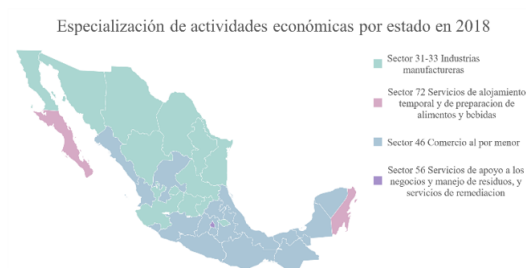 Especialización de actividades económicas por estado en 2018
Sector 31-33 Industrias
manufactureras
Sector 72 Servicios de alojamiento
temporal y de preparacion de
alimentos y bebidas
Sector 46 Comercio al por menor
Sector 56 Servicios de apoyo a los
negocios y manejo de residuos, y
servicios de remediacion